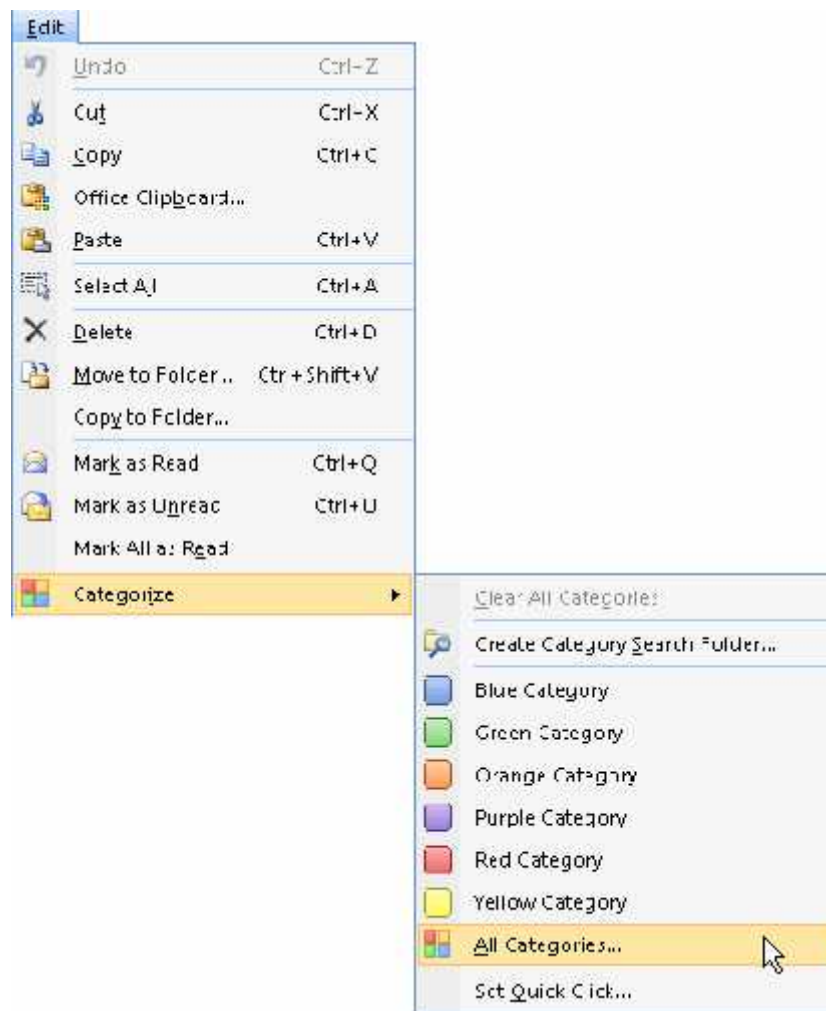 Edit
Undo Ctrl+Z
Cut Ctrl+X
Copy Ctrl+C
Office Clipboard...
Paste Ctrl+V
Select All Ctrl+A
Delete Ctrl+D
Move to Folder... Ctrl+Shift+V
Copy to Folder...
Mark as Read Ctrl+Q
Mark as Unread Ctrl+U
Mark All as Read
Categorize
Clear All Categories
Create Category Search Folder...
Blue Category
Green Category
Orange Category
Purple Category
Red Category
Yellow Category
All Categories...
Set Quick Click...